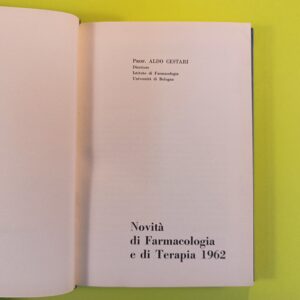 Prof. ALDO CESTARI
Direttore
Istituto di Farmacologia
Università di Bologna
Novità
di Farmacologia
e di Terapia 1962